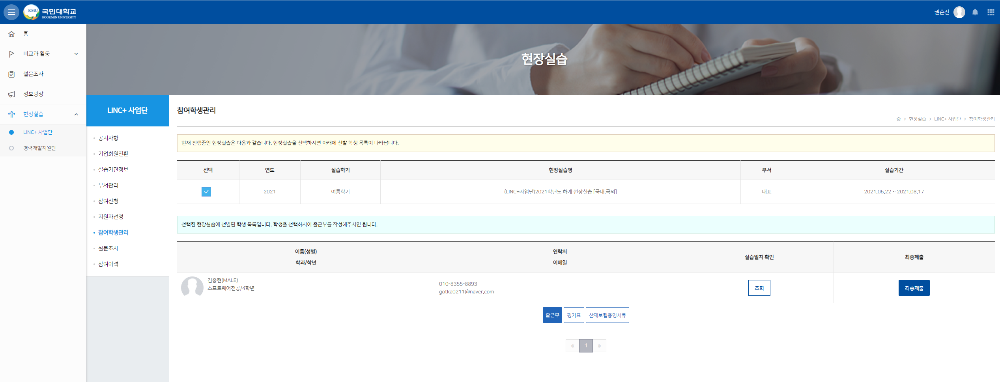 KMU 국민대학교
KOOKMIN UNIVERSITY
권순신
홈
비교과 활동
설문조사
정보광장
현장실습
LINC+ 사업단
경력개발지원단
현장실습
LINC+ 사업단
공지사항
기업회원전환
실습기관정보
부서관리
참여신청
지원자선정
참여학생관리
설문조사
참여이력
참여학생관리
현장실습 > LINC+ 사업단 > 참여학생관리
현재 진행중인 현장실습은 다음과 같습니다. 현장실습을 선택하시면 아래에 선발 학생 목록이 나타납니다.
선택 연도 실습학기 현장실습명 부서 실습기간
2021 여름학기 (LINC+사업단)2021학년도 하계 현장실습 [국내,국외] 대표 2021.06.22 ~ 2021.08.17
선택한 현장실습에 선발된 학생 목록입니다. 학생을 선택하시어 출근부를 작성해주시면 됩니다.
이름(성별) 연락처 실습일지 확인 최종제출
학과/학년 이메일
김중현(MALE) 010-8355-8893 조회 최종제출
소프트웨어전공/4학년 gotka0211@naver.com
출근부 평가표 산재보험증명서류
« 1 »